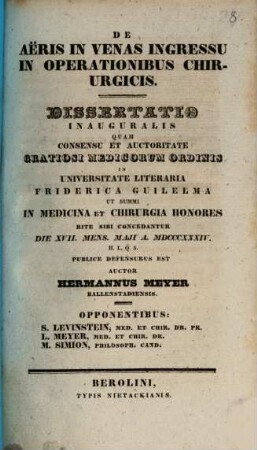 28
DE
AËRIS IN VENAS INGRESSU
IN OPERATIONIBUS CHIR-
URGICIS.
DISSERTATIO
INAUGURALIS
QUAM
CONSENSU ET AUCTORITATE
GRATIOSI MEDICORUM ORDINIS
IN
UNIVERSITATE LITERARIA
FRIDERICA GUILELMA
UT SUMMI
IN MEDICINA ET CHIRURGIA HONORES
RITE SIBI CONCEDANTUR
DIE XVII. MENS. MAJI A. MDCCCXXXIV.
H. L. Q. S.
PUBLICE DEFENSURUS EST
AUCTOR
HERMANNUS MEYER
BALLENSTADIENSIS.
OPPONENTIBUS:
S. LEVINSTEIN, MED. ET CHIR. DR. PR.
L. MEYER, MED. ET CHIR. DR.
M. SIMION, PHILOSOPH. CAND.
BEROLINI,
TYPIS NIETACKIANIS.